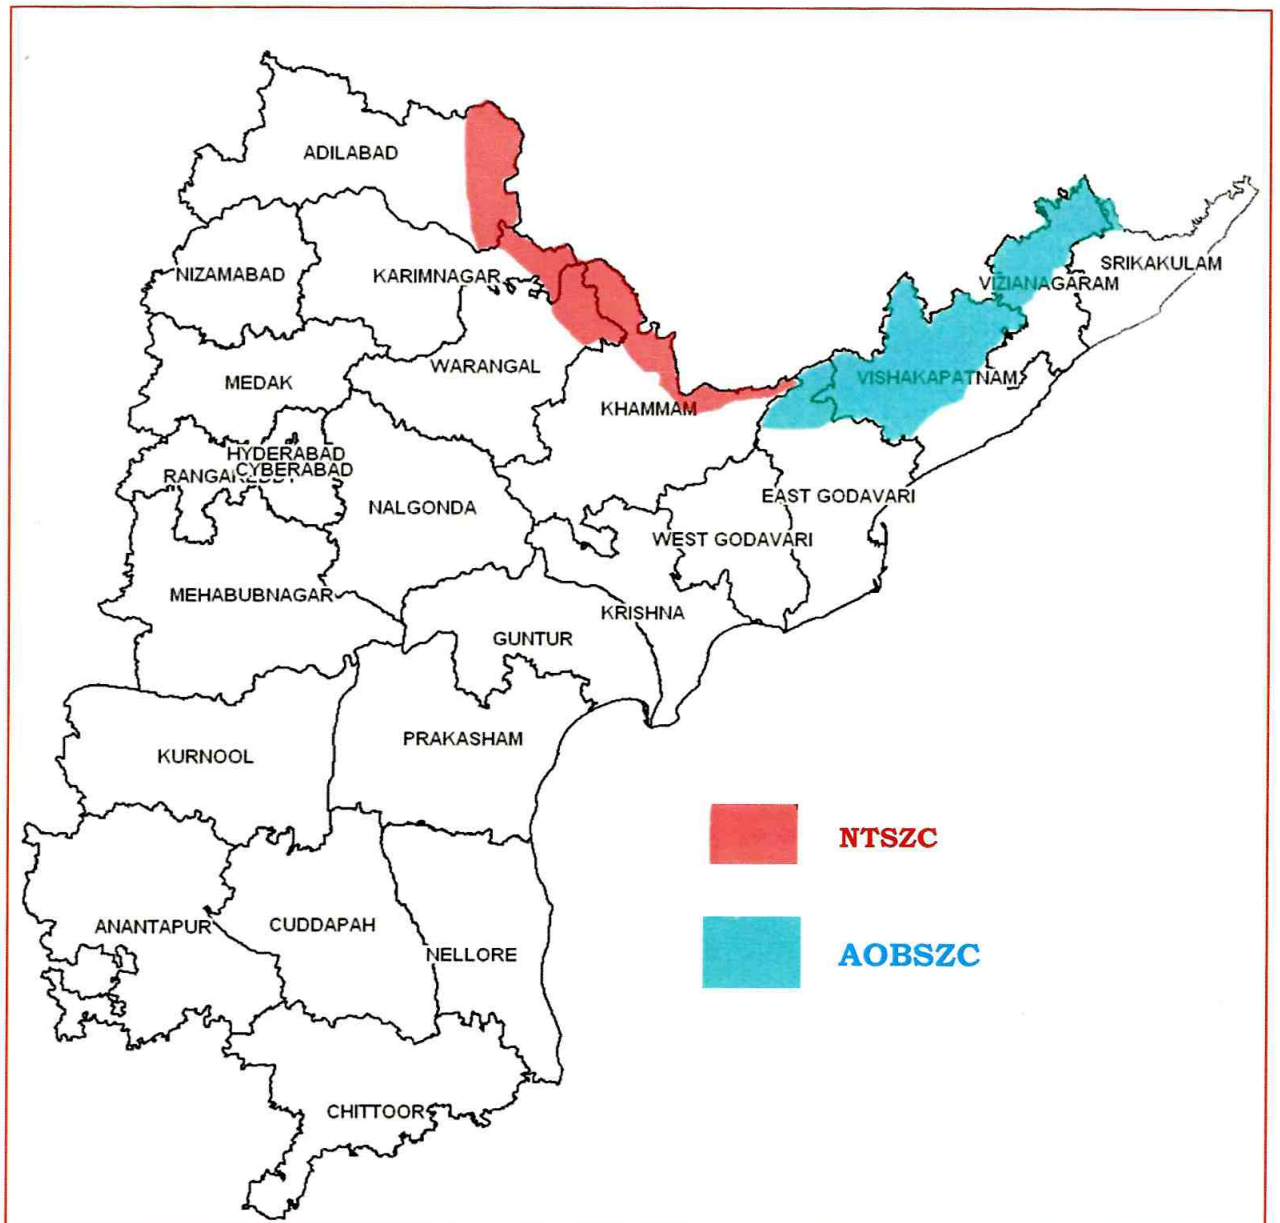 ADILABAD
NIZAMABAD
KARIMNAGAR
SRIKAKULAM
VIZIANAGARAM
MEDAK
WARANGAL
VISHAKAPATNAM
KHAMMAM
HYDERABAD
CYBERABAD
NALGONDA
EAST GODAVARI
WEST GODAVARI
MEHABUBNAGAR
KRISHNA
GUNTUR
PRAKASHAM
KURNOOL
NTSZC
ANANTAPUR
CUDDAPAH
NELLORE
AOBSZC
CHITTOOR